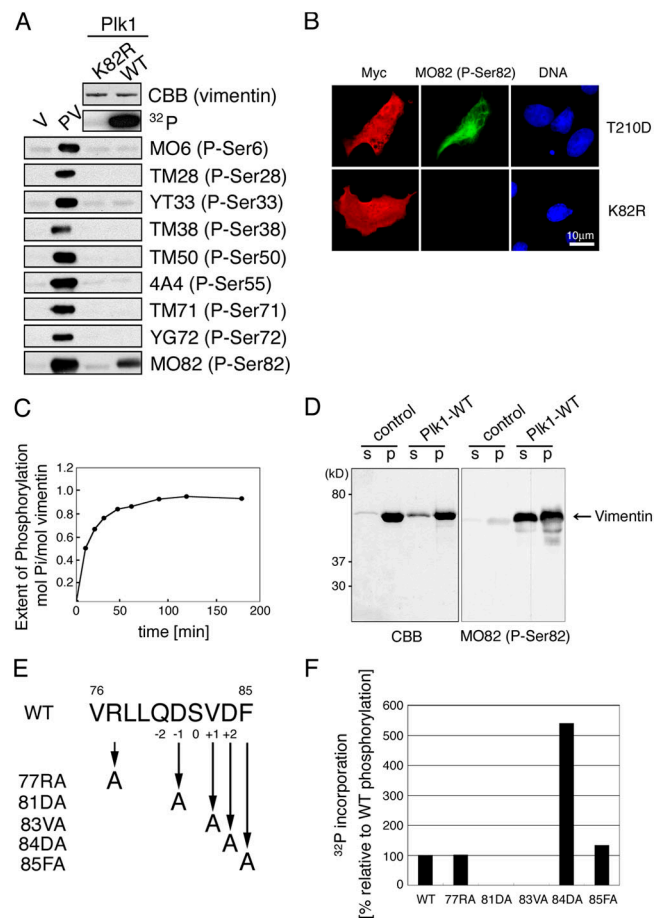 A
Plk1
K82R
WT
CBB (vimentin)
V
PV
32P
MO6 (P-Ser6)
TM28 (P-Ser28)
YT33 (P-Ser33)
TM38 (P-Ser38)
TM50 (P-Ser50)
4A4 (P-Ser55)
TM71 (P-Ser71)
YG72 (P-Ser72)
MO82 (P-Ser82)
B
Myc MO82 (P-Ser82) DNA
T210D
K82R
10μm
C
Extent of Phosphorylation
mol Pi/mol vimentin
1.2
1.0
0.8
0.6
0.4
0.2
0 50 100 150 200
time [min]
D
control Plk1-WT control Plk1-WT
(kD) s p s p s p s p
80
37
30
← Vimentin
CBB MO82 (P-Ser82)
E
76 85
WT VRLLQDSVDF
-2 -1 0 +1 +2
77RA A
81DA A
83VA A
84DA A
85FA A
F
32P incorporation
[% relative to WT phosphorylation]
600
500
400
300
200
100
0
WT 77RA 81DA 83VA 84DA 85FA